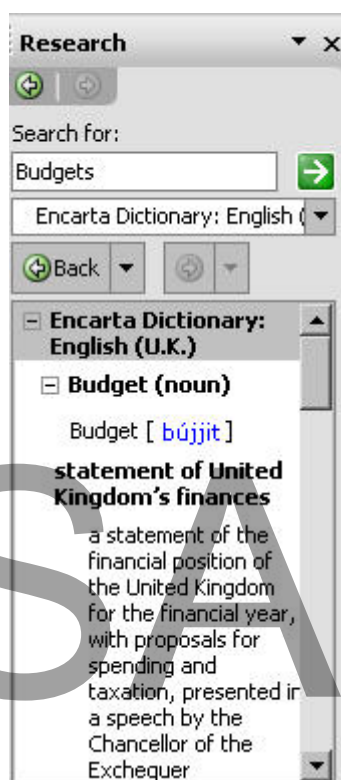 Research
Search for:
Budgets
Encarta Dictionary: English (
Back
Encarta Dictionary:
English (U.K.)
Budget (noun)
Budget [ bújjit ]
statement of United
Kingdom's finances
a statement of the
financial position of
the United Kingdom
for the financial year,
with proposals for
spending and
taxation, presented in
a speech by the
Chancellor of the
Exchequer
SA